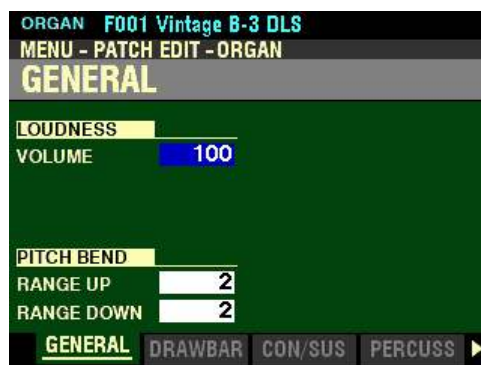 ORGAN F001 Vintage B-3 DLS
MENU - PATCH EDIT - ORGAN
GENERAL
LOUDNESS
VOLUME 100
PITCH BEND
RANGE UP 2
RANGE DOWN 2
GENERAL DRAWBAR CON/SUS PERCUSS